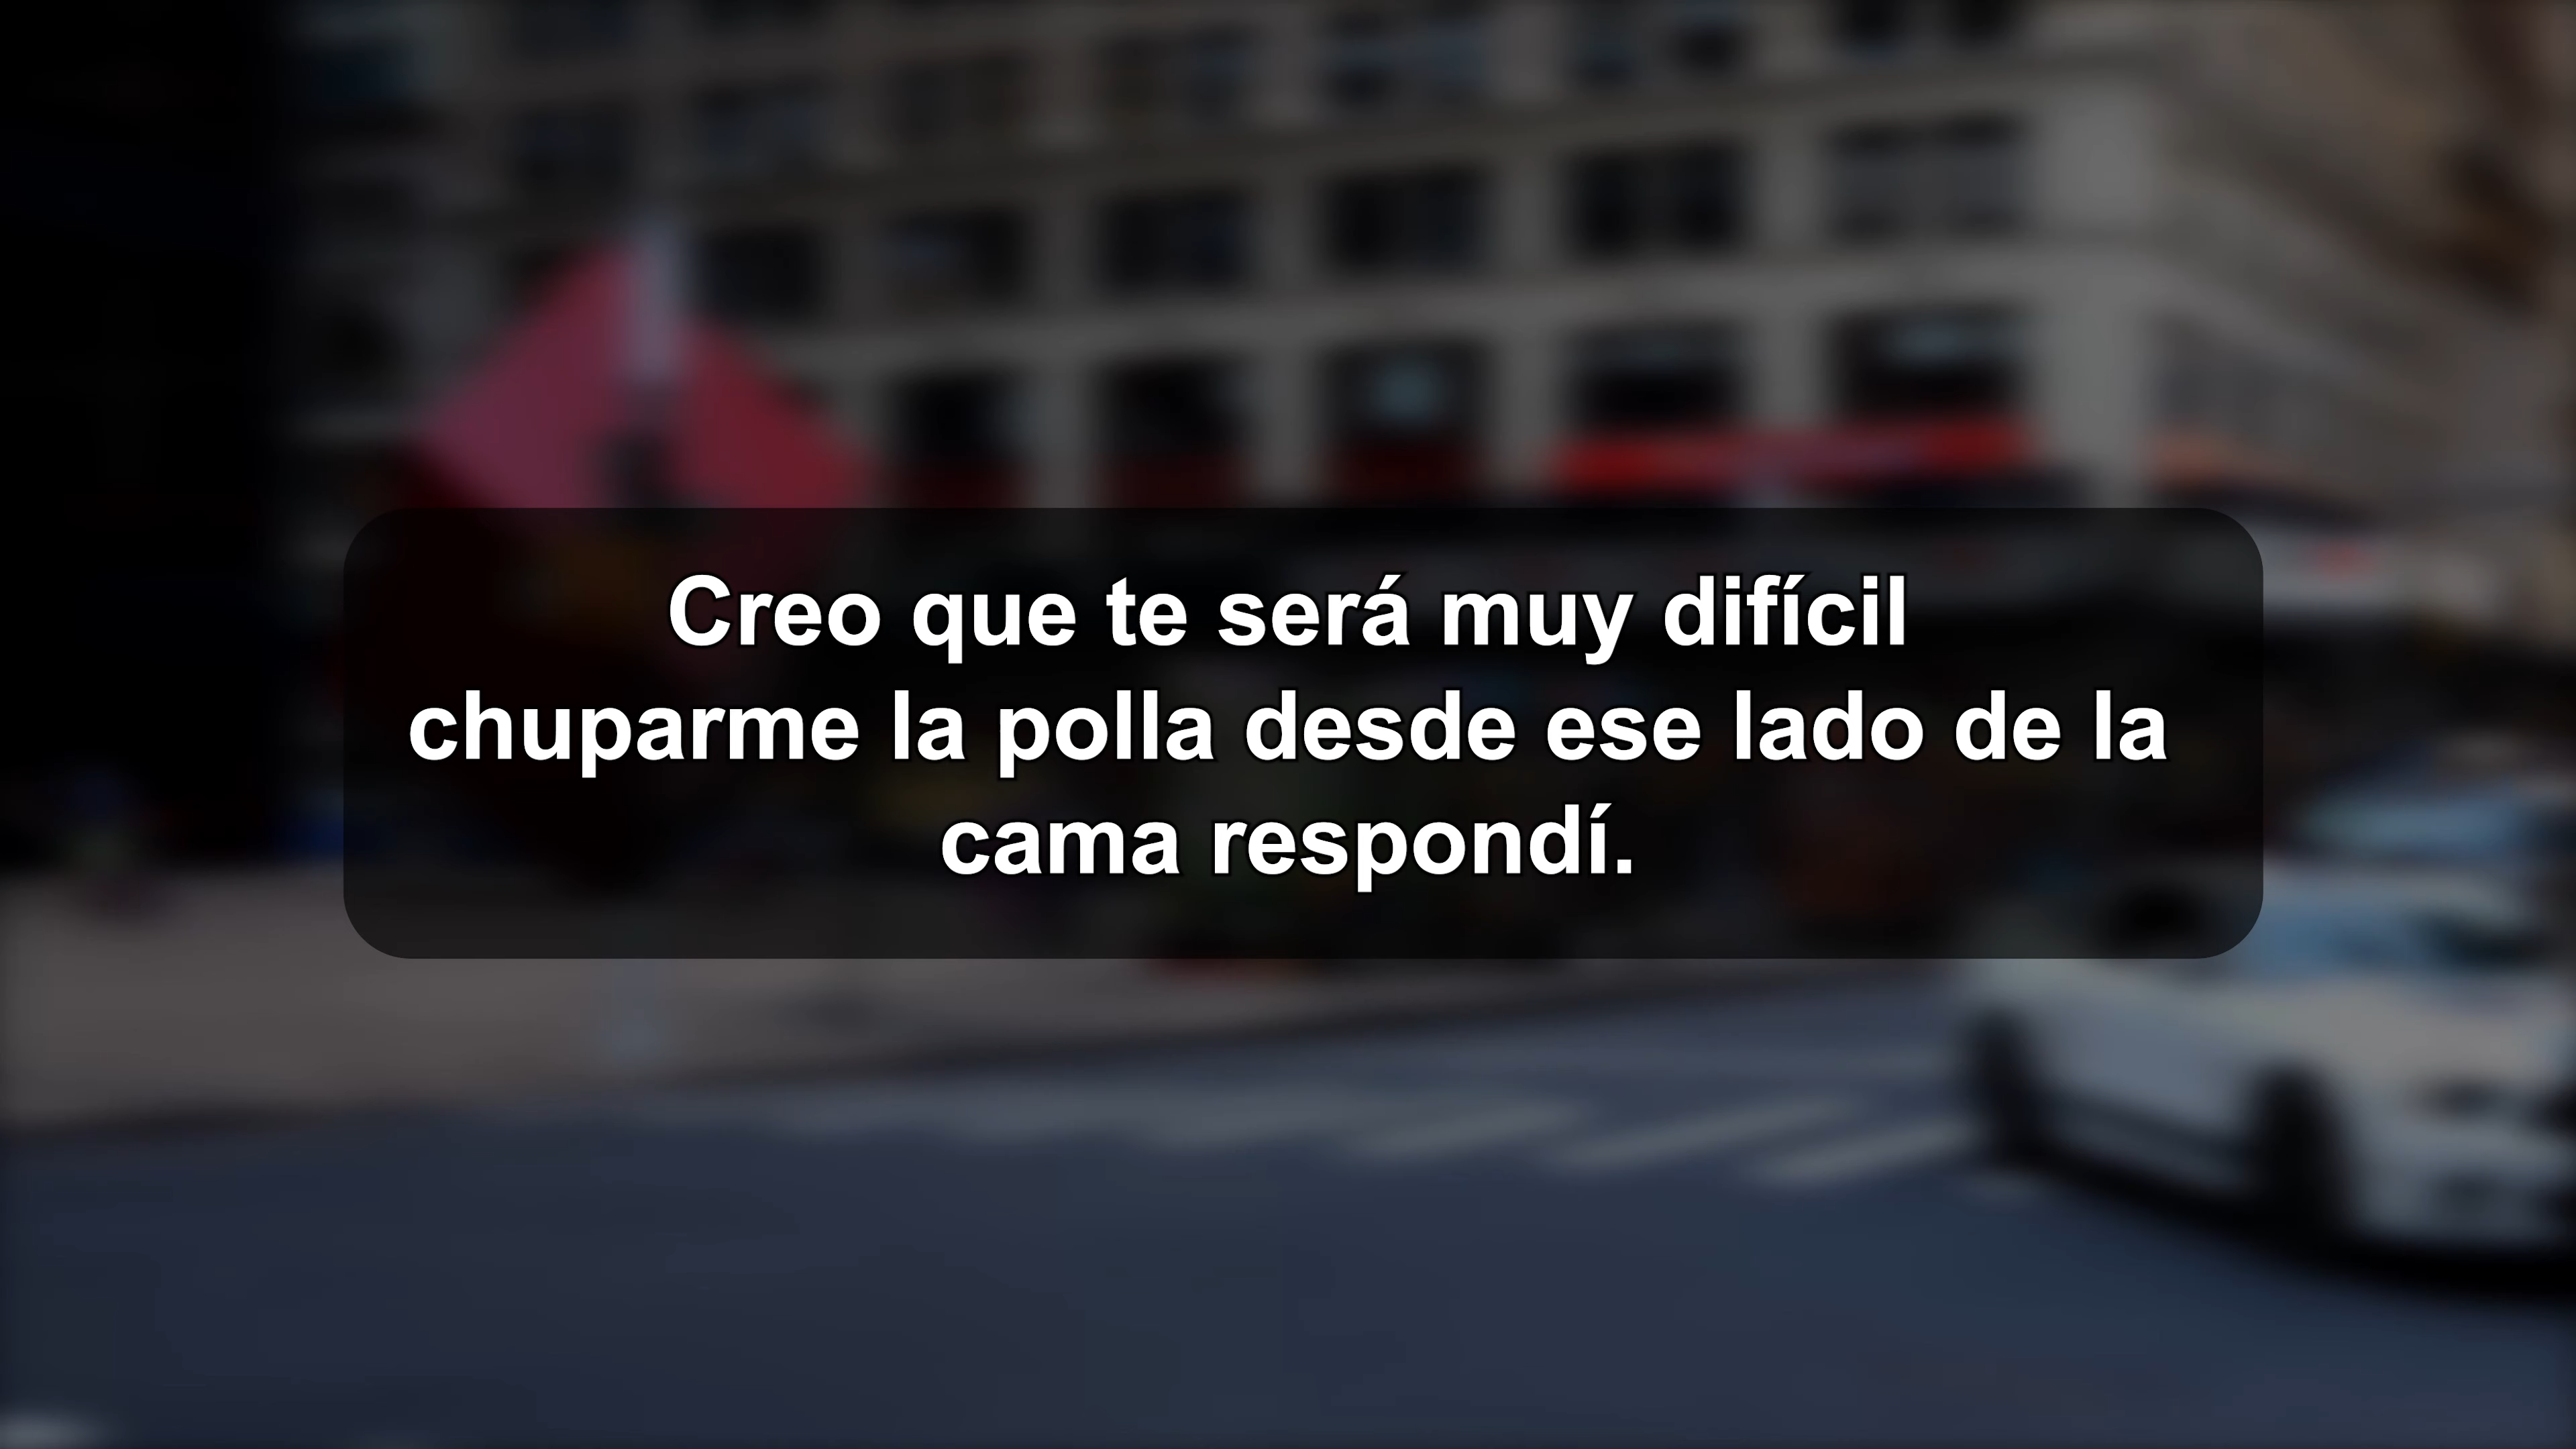 Creo que te será muy difícil
chuparme la polla desde ese lado de la
cama respondí.